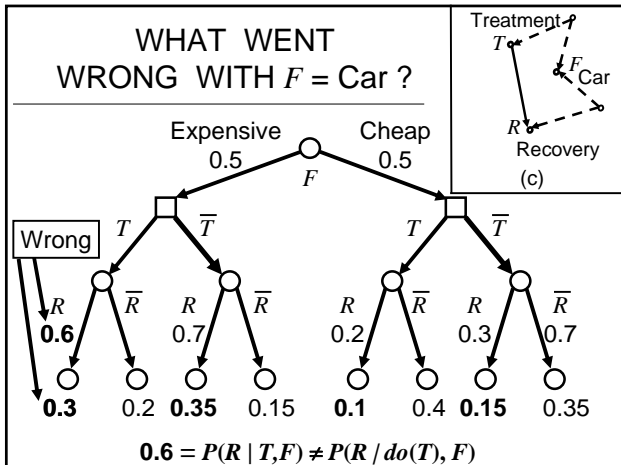 WHAT WENT
WRONG WITH F = Car ?
Treatment
T
F
Car
R
Recovery
(c)
Expensive Cheap
0.5 0.5
F
T T̅ T T̅
Wrong
R R̅ R R̅ R R̅ R R̅
0.6 0.7 0.2 0.3 0.7
0.3 0.2 0.35 0.15 0.1 0.4 0.15 0.35
0.6 = P(R | T,F) ≠ P(R / do(T), F)